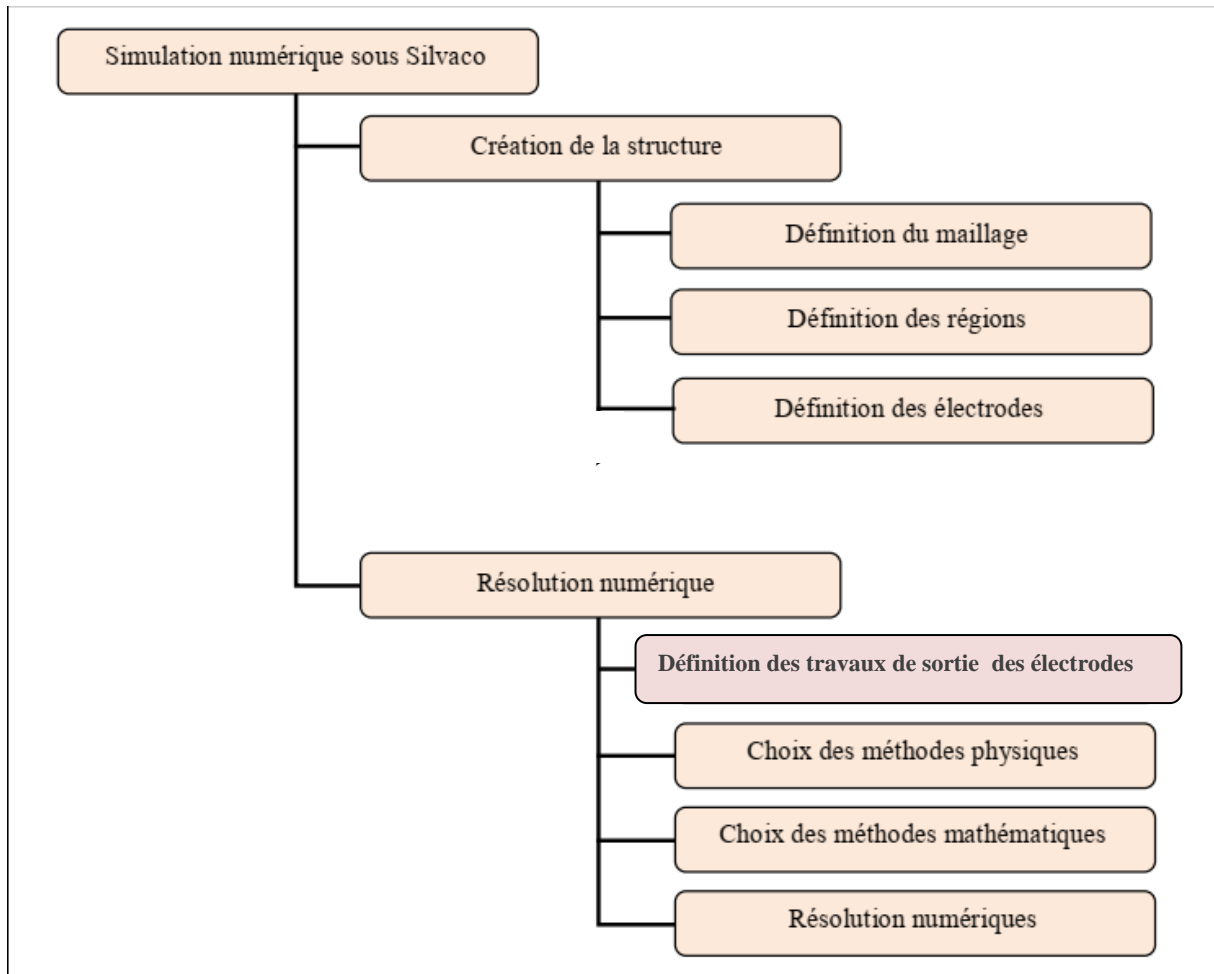 Simulation numérique sous Silvaco
Création de la structure
Définition du maillage
Définition des régions
Définition des électrodes
Résolution numérique
Définition des travaux de sortie des électrodes
Choix des méthodes physiques
Choix des méthodes mathématiques
Résolution numériques